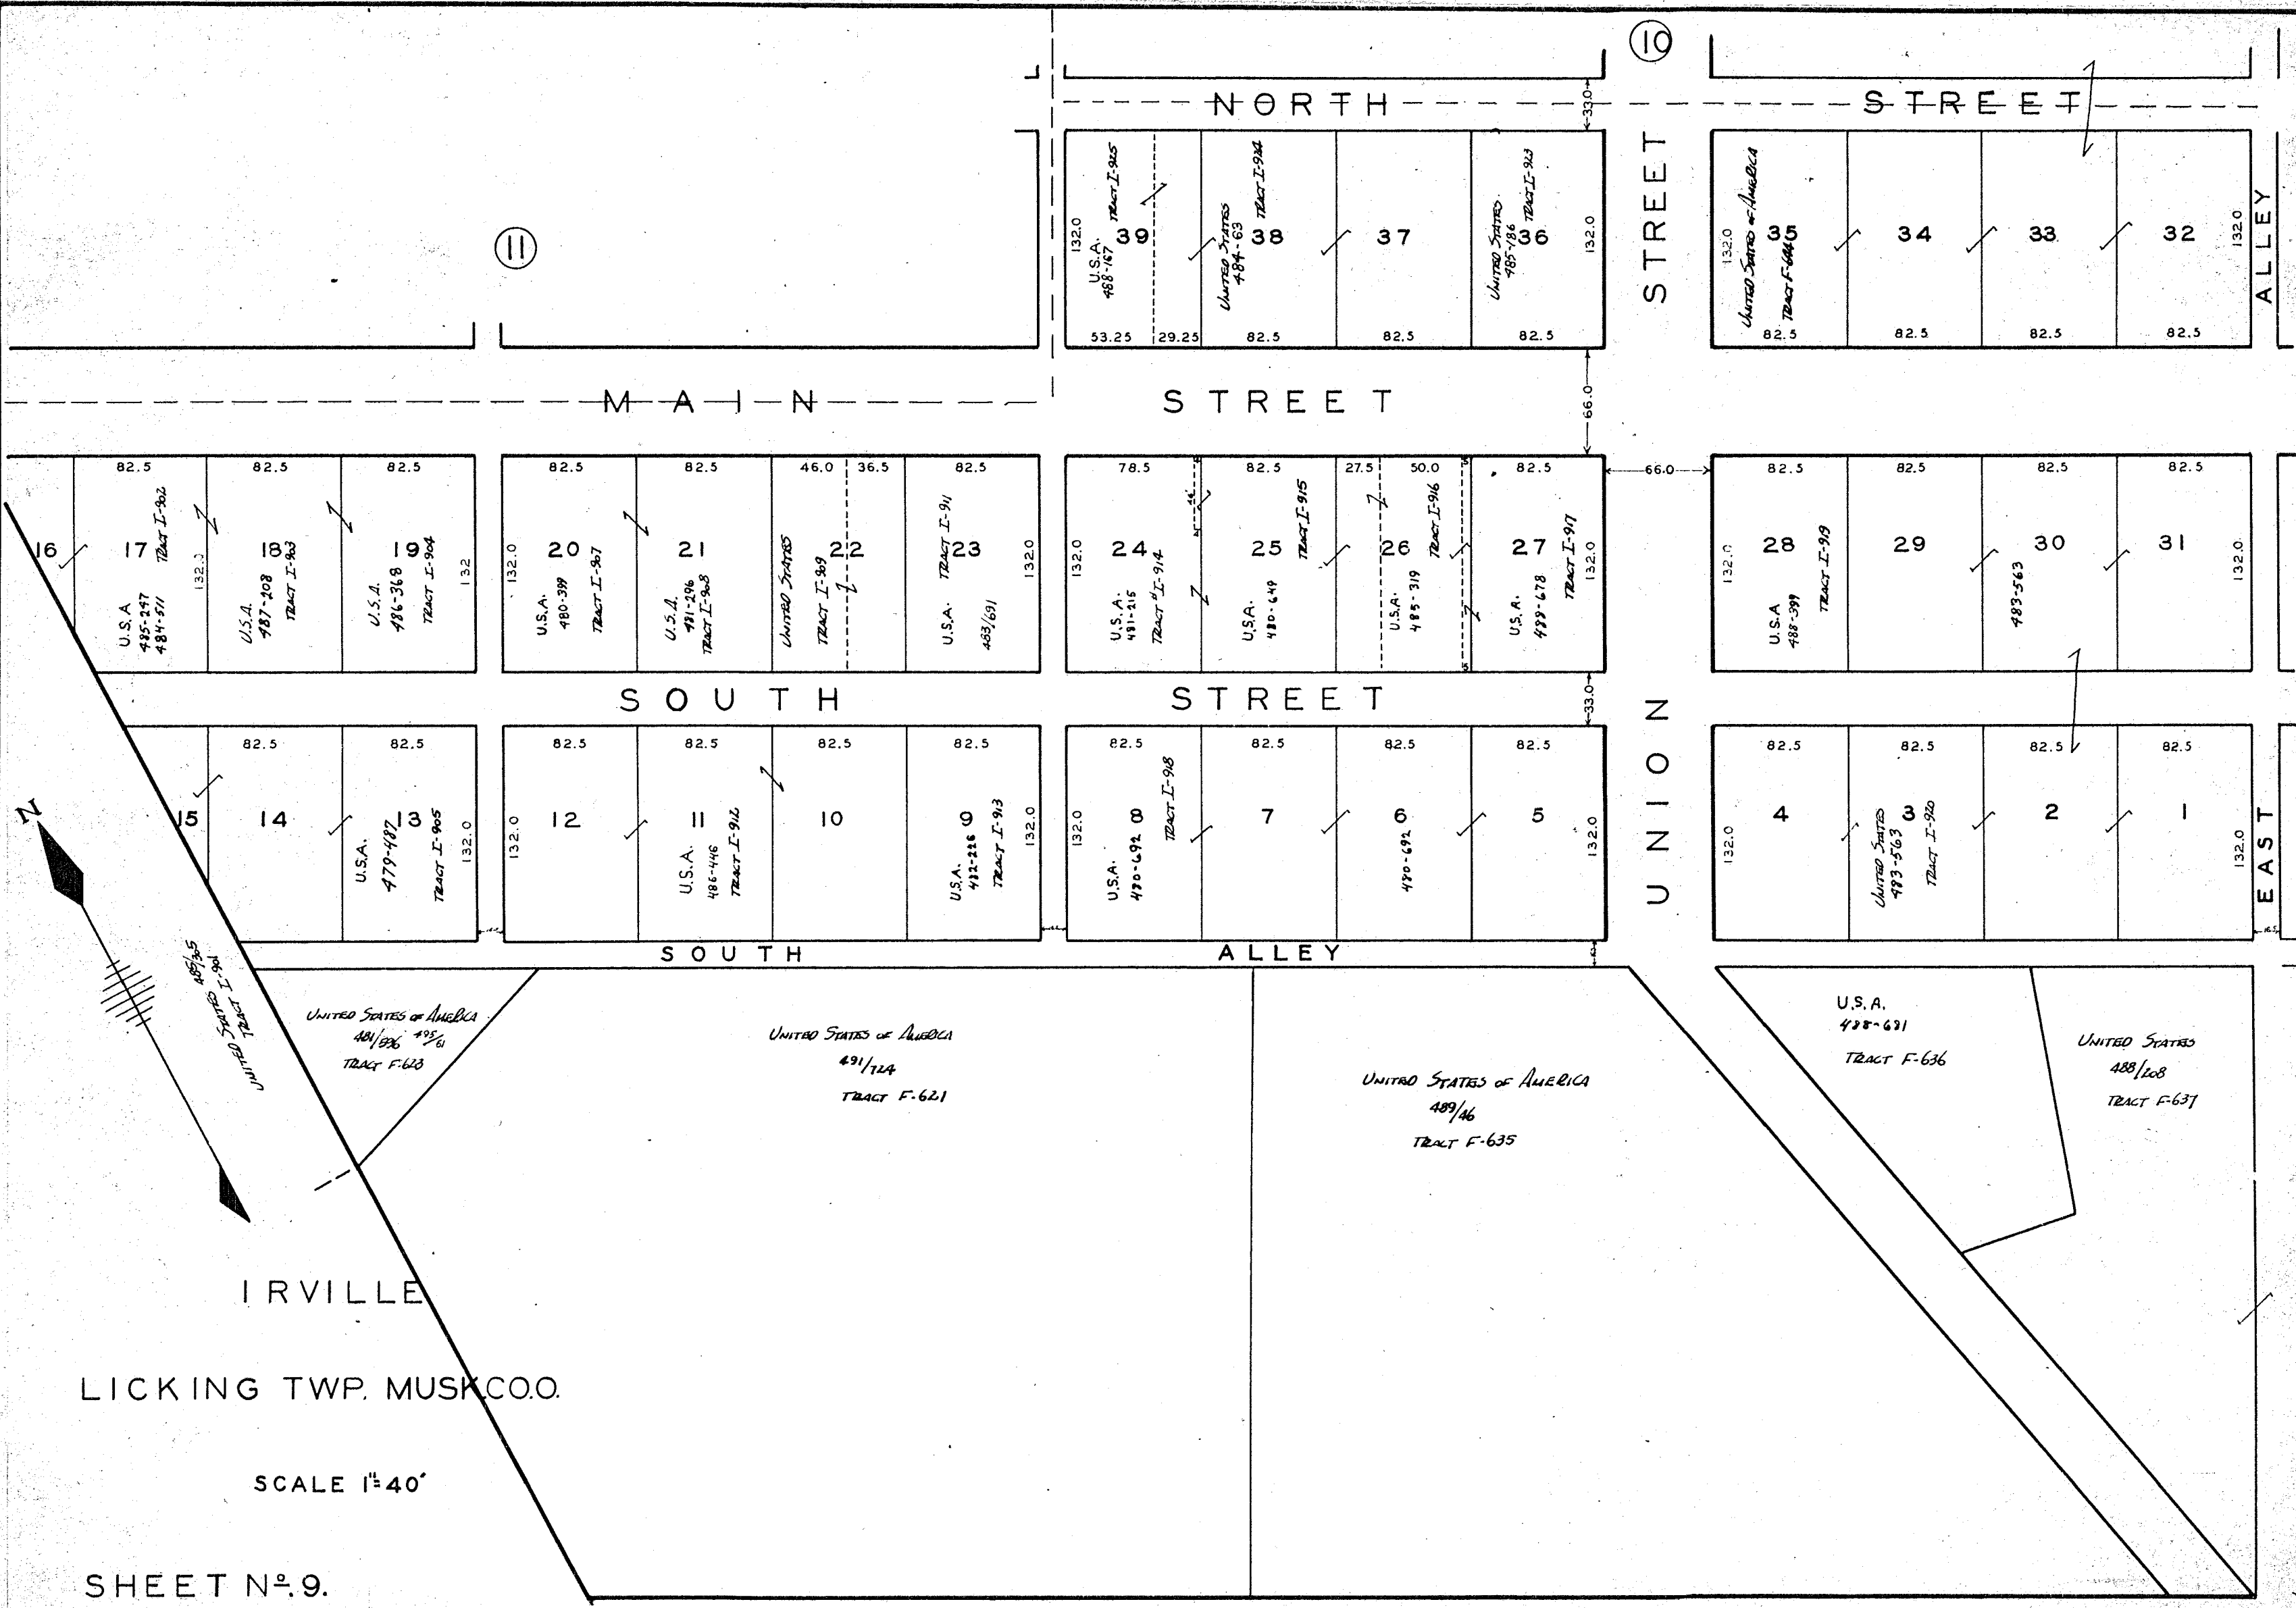 10
NORTH STREET
33.0
11
39
U.S.A.
488-167
TRACT I-925
132.0
53.25
29.25
38
UNITED STATES
484-63
TRACT I-924
82.5
37
82.5
36
UNITED STATES
485-186
TRACT I-923
132.0
82.5
STREET
35
UNITED STATES OF AMERICA
132.0
82.5
34
82.5
33
82.5
32
132.0
82.5
ALLEY
MAIN STREET
66.0
66.0
16
82.5
17
TRACT I-902
U.S.A
485-247
484-511
132.0
82.5
18
U.S.A.
487-208
TRACT I-903
82.5
19
U.S.A.
486-368
TRACT I-904
132
82.5
132.0
20
U.S.A.
480-399
TRACT I-907
82.5
21
U.S.A.
481-296
TRACT I-908
46.0
36.5
22
UNITED STATES
TRACT I-909
82.5
23
TRACT I-911
U.S.A.
483/691
132.0
78.5
132.0
24
U.S.A.
481-215
TRACT # I-914
82.5
25
TRACT I-915
U.S.A.
480-649
27.5
50.0
26
TRACT I-916
U.S.A.
485-319
5
82.5
27
TRACT I-917
U.S.A.
489-678
132.0
82.5
132.0
28
U.S.A
488-399
TRACT I-919
82.5
29
82.5
30
483-563
82.5
31
132.0
SOUTH STREET
33.0
UNION
15
82.5
14
82.5
13
U.S.A.
479-487
TRACT I-905
132.0
82.5
132.0
12
82.5
11
U.S.A.
486-446
TRACT I-912
82.5
10
82.5
9
U.S.A.
482-226
TRACT I-913
132.0
82.5
132.0
8
U.S.A.
480-692
TRACT I-918
82.5
7
82.5
6
480-692
82.5
5
132.0
82.5
132.0
4
82.5
3
UNITED STATES
483-563
TRACT I-920
82.5
2
82.5
1
132.0
EAST
16.5
SOUTH ALLEY
N
UNITED STATES 485/305
TRACT I-901
UNITED STATES OF AMERICA
495/61
TRACT F-623
UNITED STATES OF AMERICA
491/724
TRACT F-621
UNITED STATES OF AMERICA
489/46
TRACT F-635
U.S.A.
488-681
TRACT F-636
UNITED STATES
488/208
TRACT F-637
IRVILLE
LICKING TWP. MUSK.CO.O.
SCALE 1"=40'
SHEET Nº.9.